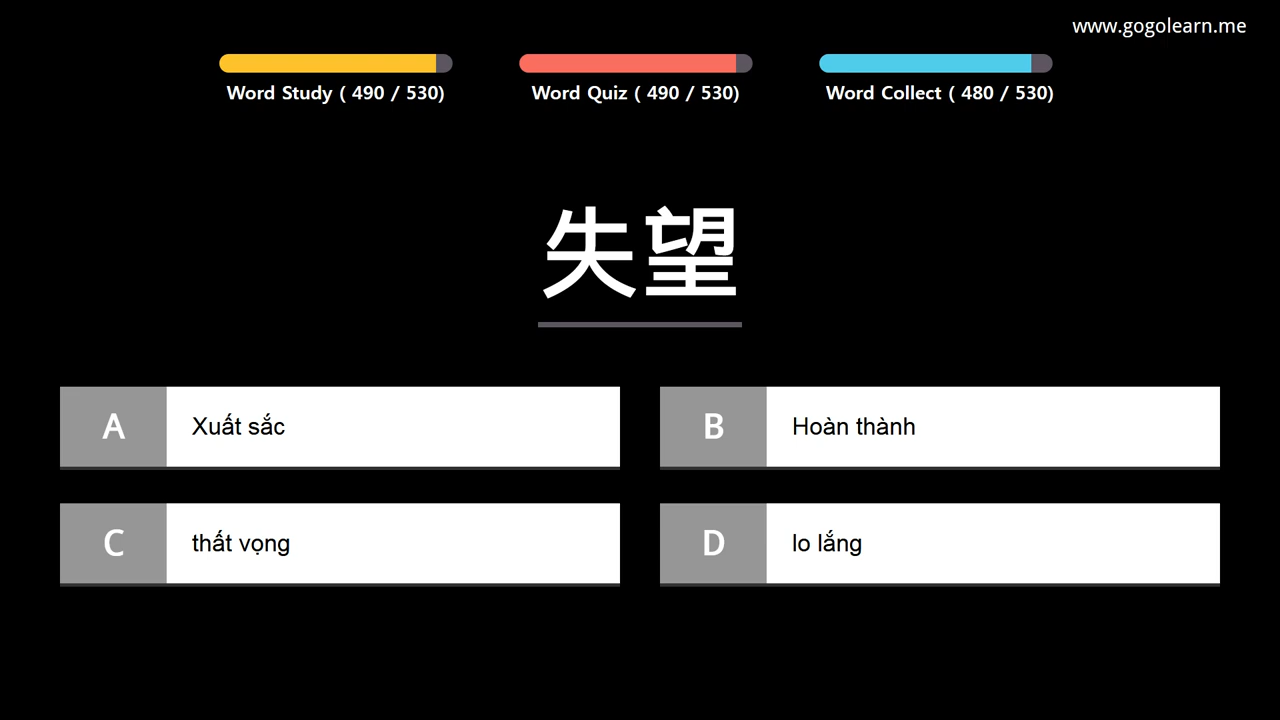 www.gogolearn.me
Word Study ( 490 / 530)
Word Quiz ( 490 / 530)
Word Collect ( 480 / 530)
失望
A Xuất sắc
B Hoàn thành
C thất vọng
D lo lắng